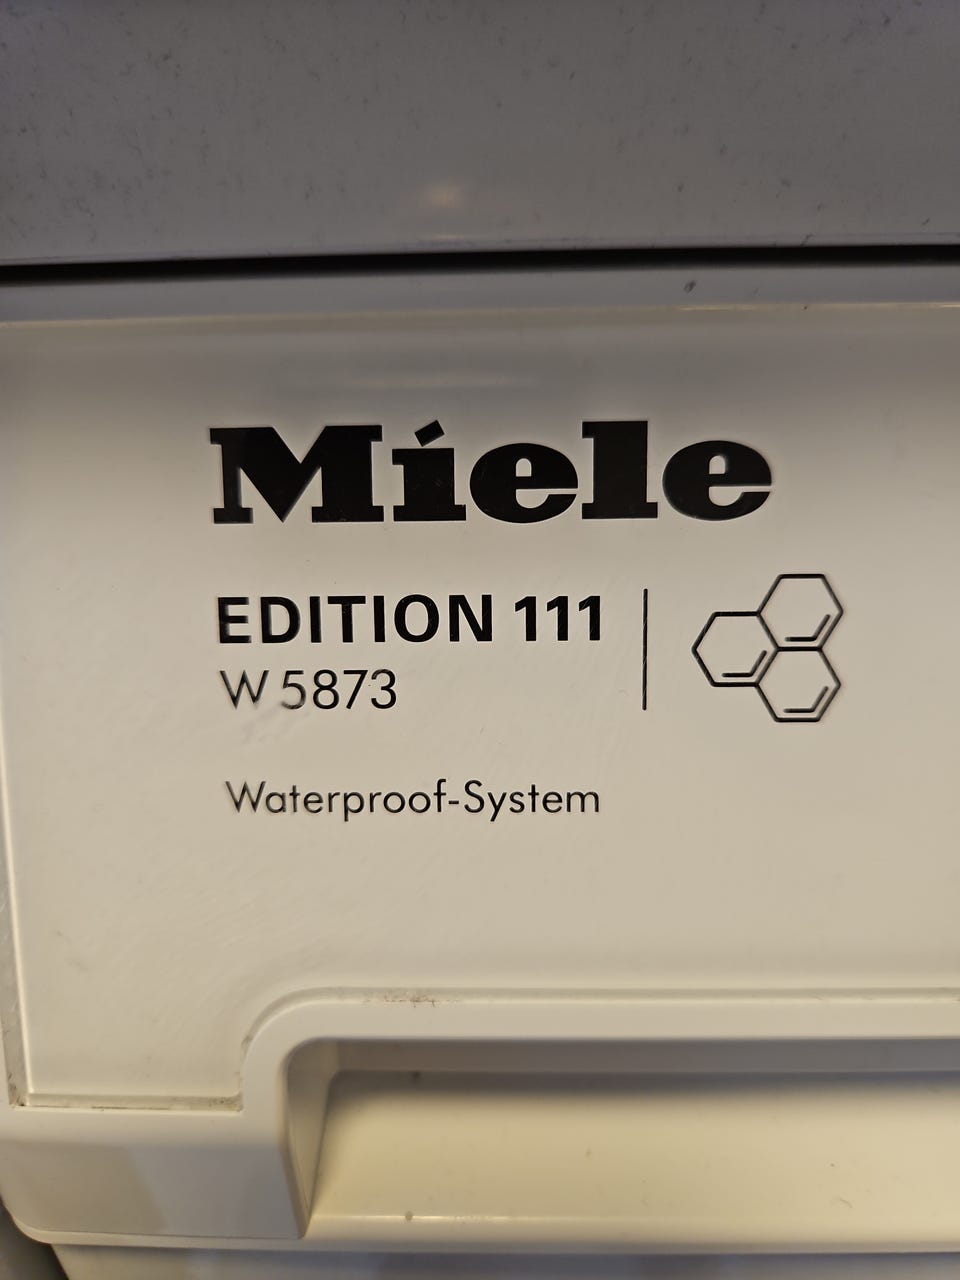 Miele
EDITION 111
W 5873
Waterproof-System